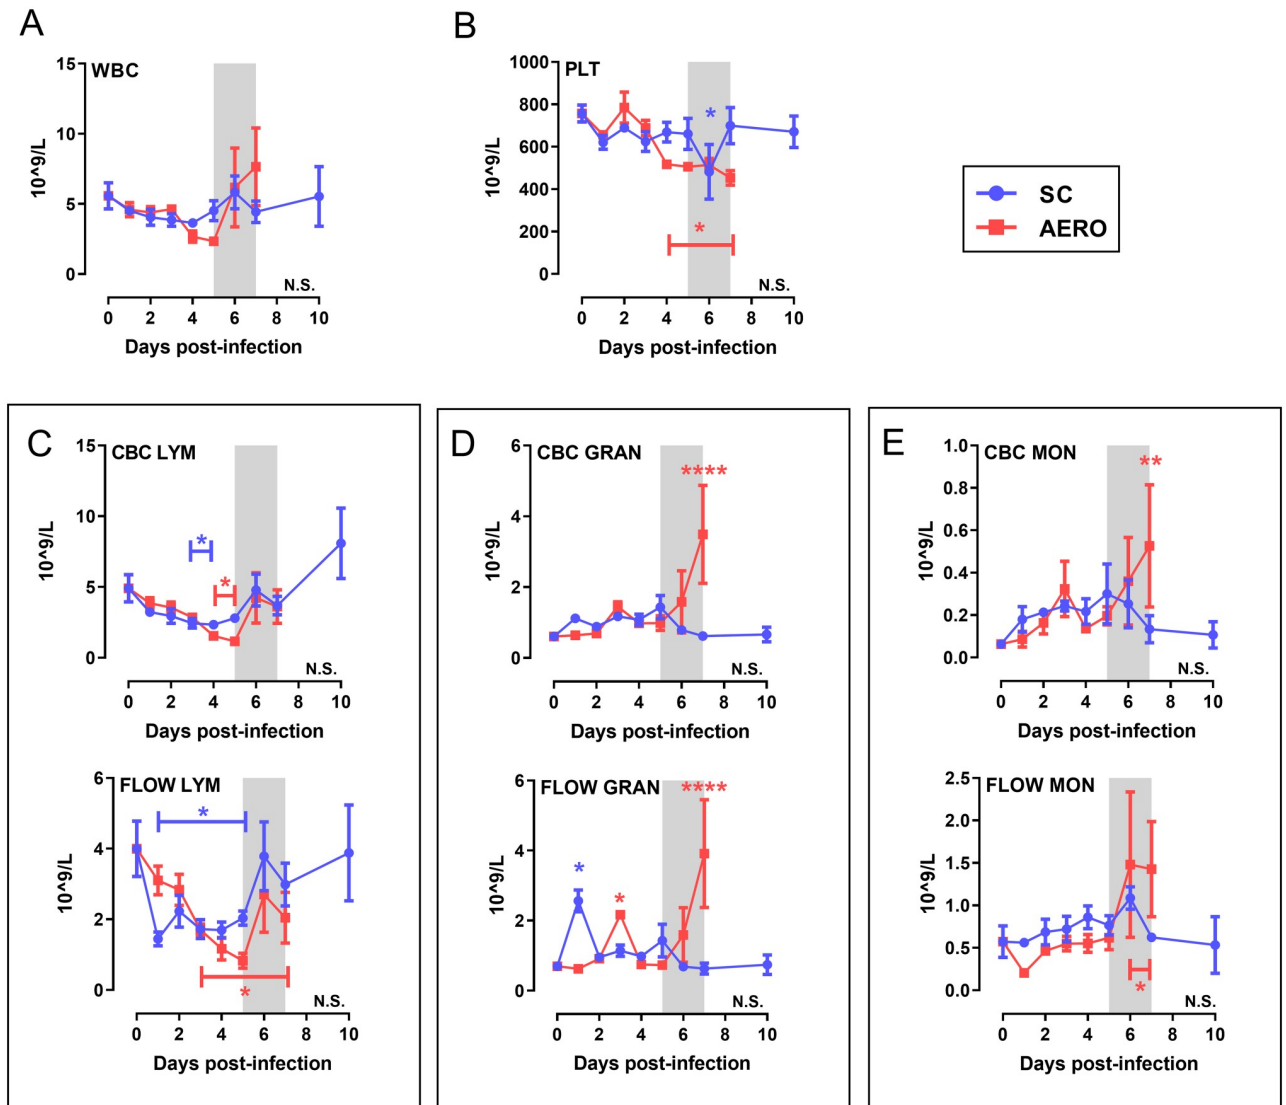 A
WBC
15
10
5
0
10^9/L
N.S.
0 2 4 6 8 10
Days post-infection
B
PLT
1000
800
600
400
200
0
10^9/L
*
*
N.S.
0 2 4 6 8 10
Days post-infection
SC
AERO
C
CBC LYM
15
10
5
0
10^9/L
*
*
N.S.
0 2 4 6 8 10
Days post-infection
FLOW LYM
6
4
2
0
10^9/L
*
*
N.S.
0 2 4 6 8 10
Days post-infection
D
CBC GRAN
6
4
2
0
10^9/L
****
N.S.
0 2 4 6 8 10
Days post-infection
FLOW GRAN
6
4
2
0
10^9/L
****
*
*
N.S.
0 2 4 6 8 10
Days post-infection
E
CBC MON
1.0
0.8
0.6
0.4
0.2
0.0
10^9/L
**
N.S.
0 2 4 6 8 10
Days post-infection
FLOW MON
2.5
2.0
1.5
1.0
0.5
0.0
10^9/L
*
N.S.
0 2 4 6 8 10
Days post-infection